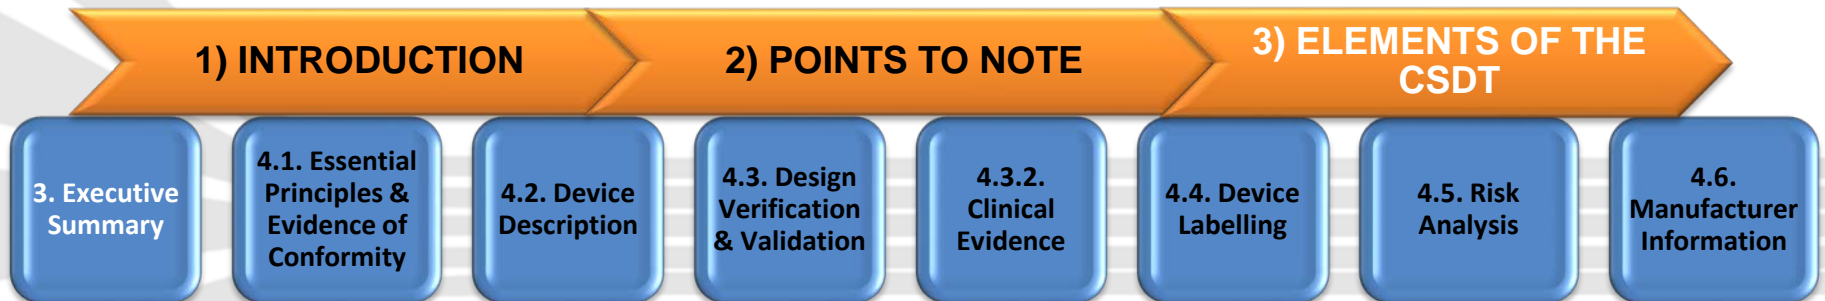 1) INTRODUCTION
2) POINTS TO NOTE
3) ELEMENTS OF THE
CSDT
3. Executive
Summary
4.1. Essential
Principles &
Evidence of
Conformity
4.2. Device
Description
4.3. Design
Verification
& Validation
4.3.2.
Clinical
Evidence
4.4. Device
Labelling
4.5. Risk
Analysis
4.6.
Manufacturer
Information